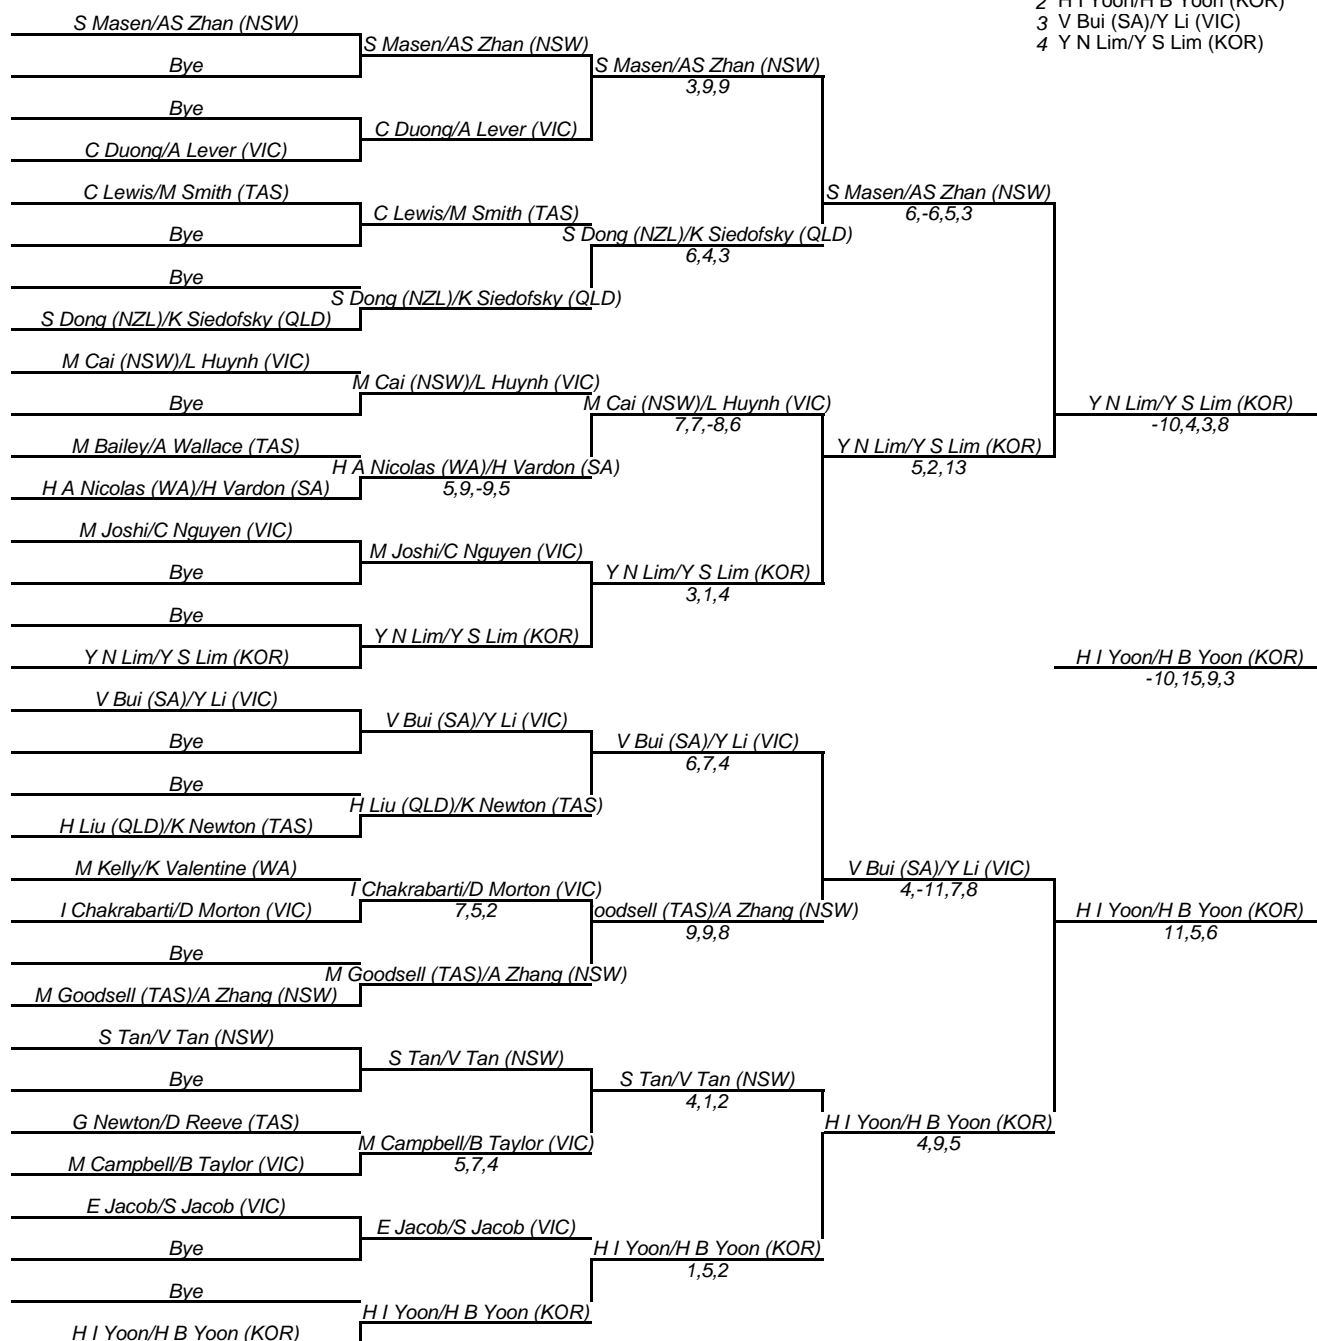 2 H I Yoon/H B Yoon (KOR)
3 V Bui (SA)/Y Li (VIC)
4 Y N Lim/Y S Lim (KOR)
S Masen/AS Zhan (NSW)
Bye
Bye
C Duong/A Lever (VIC)
C Lewis/M Smith (TAS)
Bye
Bye
S Dong (NZL)/K Siedofsky (QLD)
M Cai (NSW)/L Huynh (VIC)
Bye
M Bailey/A Wallace (TAS)
H A Nicolas (WA)/H Vardon (SA)
M Joshi/C Nguyen (VIC)
Bye
Bye
Y N Lim/Y S Lim (KOR)
V Bui (SA)/Y Li (VIC)
Bye
Bye
H Liu (QLD)/K Newton (TAS)
M Kelly/K Valentine (WA)
I Chakrabarti/D Morton (VIC)
Bye
M Goodsell (TAS)/A Zhang (NSW)
S Tan/V Tan (NSW)
Bye
G Newton/D Reeve (TAS)
M Campbell/B Taylor (VIC)
E Jacob/S Jacob (VIC)
Bye
Bye
H I Yoon/H B Yoon (KOR)
S Masen/AS Zhan (NSW)
C Duong/A Lever (VIC)
C Lewis/M Smith (TAS)
S Dong (NZL)/K Siedofsky (QLD)
M Cai (NSW)/L Huynh (VIC)
H A Nicolas (WA)/H Vardon (SA)
5,9,-9,5
M Joshi/C Nguyen (VIC)
Y N Lim/Y S Lim (KOR)
V Bui (SA)/Y Li (VIC)
H Liu (QLD)/K Newton (TAS)
I Chakrabarti/D Morton (VIC)
7,5,2
M Goodsell (TAS)/A Zhang (NSW)
S Tan/V Tan (NSW)
M Campbell/B Taylor (VIC)
5,7,4
E Jacob/S Jacob (VIC)
H I Yoon/H B Yoon (KOR)
S Masen/AS Zhan (NSW)
3,9,9
S Dong (NZL)/K Siedofsky (QLD)
6,4,3
M Cai (NSW)/L Huynh (VIC)
7,7,-8,6
Y N Lim/Y S Lim (KOR)
3,1,4
V Bui (SA)/Y Li (VIC)
6,7,4
oodsell (TAS)/A Zhang (NSW)
9,9,8
S Tan/V Tan (NSW)
4,1,2
H I Yoon/H B Yoon (KOR)
1,5,2
S Masen/AS Zhan (NSW)
6,-6,5,3
Y N Lim/Y S Lim (KOR)
5,2,13
V Bui (SA)/Y Li (VIC)
4,-11,7,8
H I Yoon/H B Yoon (KOR)
4,9,5
Y N Lim/Y S Lim (KOR)
-10,4,3,8
H I Yoon/H B Yoon (KOR)
-10,15,9,3
H I Yoon/H B Yoon (KOR)
11,5,6